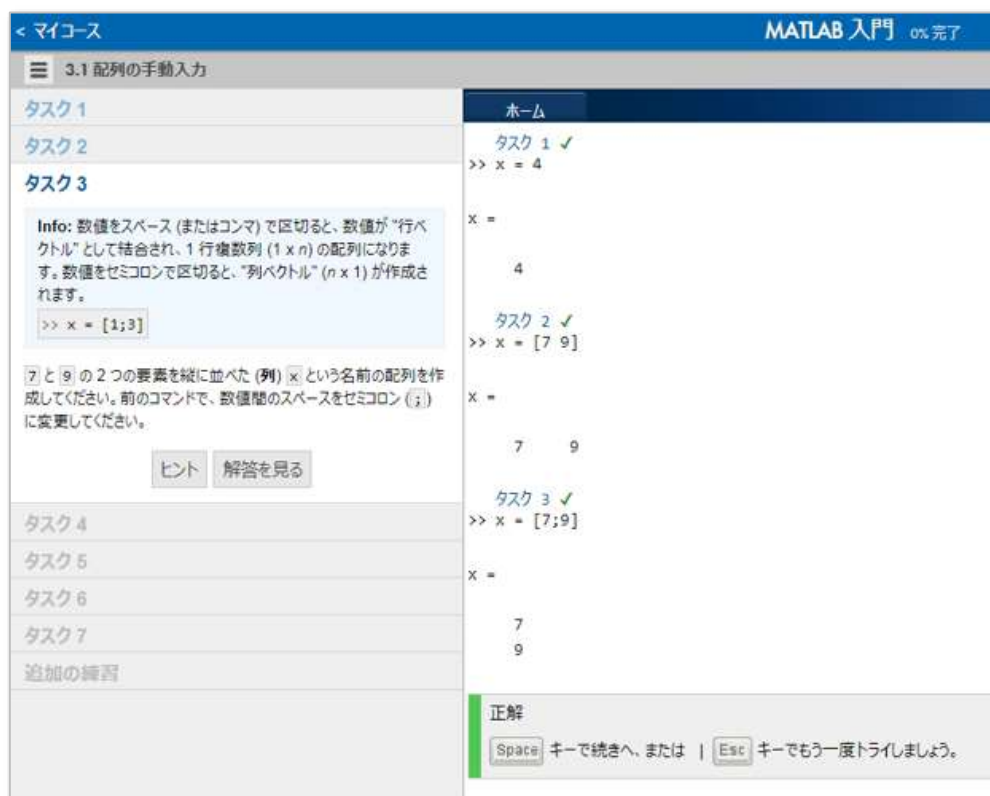 < マイコース
MATLAB 入門 0% 完了
☰ 3.1 配列の手動入力
タスク 1
タスク 2
タスク 3
Info: 数値をスペース (またはコンマ) で区切ると、数値が "行ベ
クトル" として結合され、1 行複数列 (1 x n) の配列になりま
す。数値をセミコロンで区切ると、"列ベクトル" (n x 1) が作成さ
れます。
>> x = [1;3]
7 と 9 の 2 つの要素を縦に並べた (列) x という名前の配列を作
成してください。前のコマンドで、数値間のスペースをセミコロン (;)
に変更してください。
ヒント 解答を見る
タスク 4
タスク 5
タスク 6
タスク 7
追加の練習
ホーム
タスク 1 ✓
>> x = 4
x =
4
タスク 2 ✓
>> x = [7 9]
x =
7 9
タスク 3 ✓
>> x = [7;9]
x =
7
9
正解
Space キーで続きへ、または | Esc キーでもう一度トライしましょう。